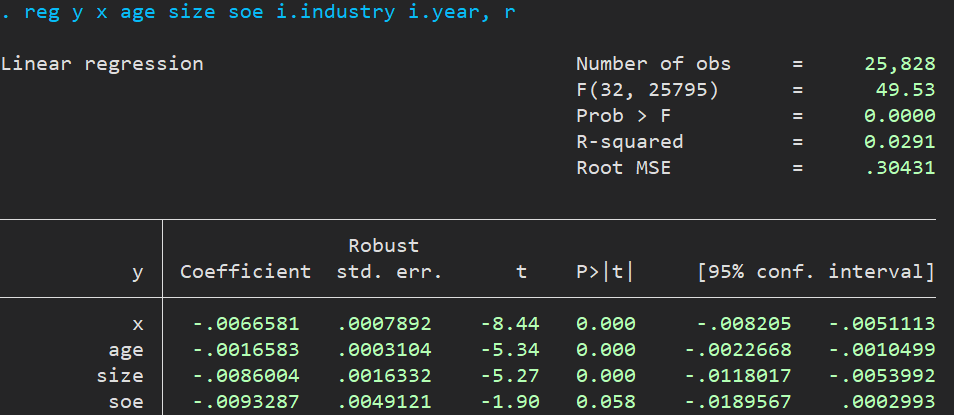 . reg y x age size soe i.industry i.year, r
Linear regression Number of obs = 25,828
F(32, 25795) = 49.53
Prob > F = 0.0000
R-squared = 0.0291
Root MSE = .30431
Robust
y Coefficient std. err. t P>|t| [95% conf. interval]
x -.0066581 .0007892 -8.44 0.000 -.008205 -.0051113
age -.0016583 .0003104 -5.34 0.000 -.0022668 -.0010499
size -.0086004 .0016332 -5.27 0.000 -.0118017 -.0053992
soe -.0093287 .0049121 -1.90 0.058 -.0189567 .0002993